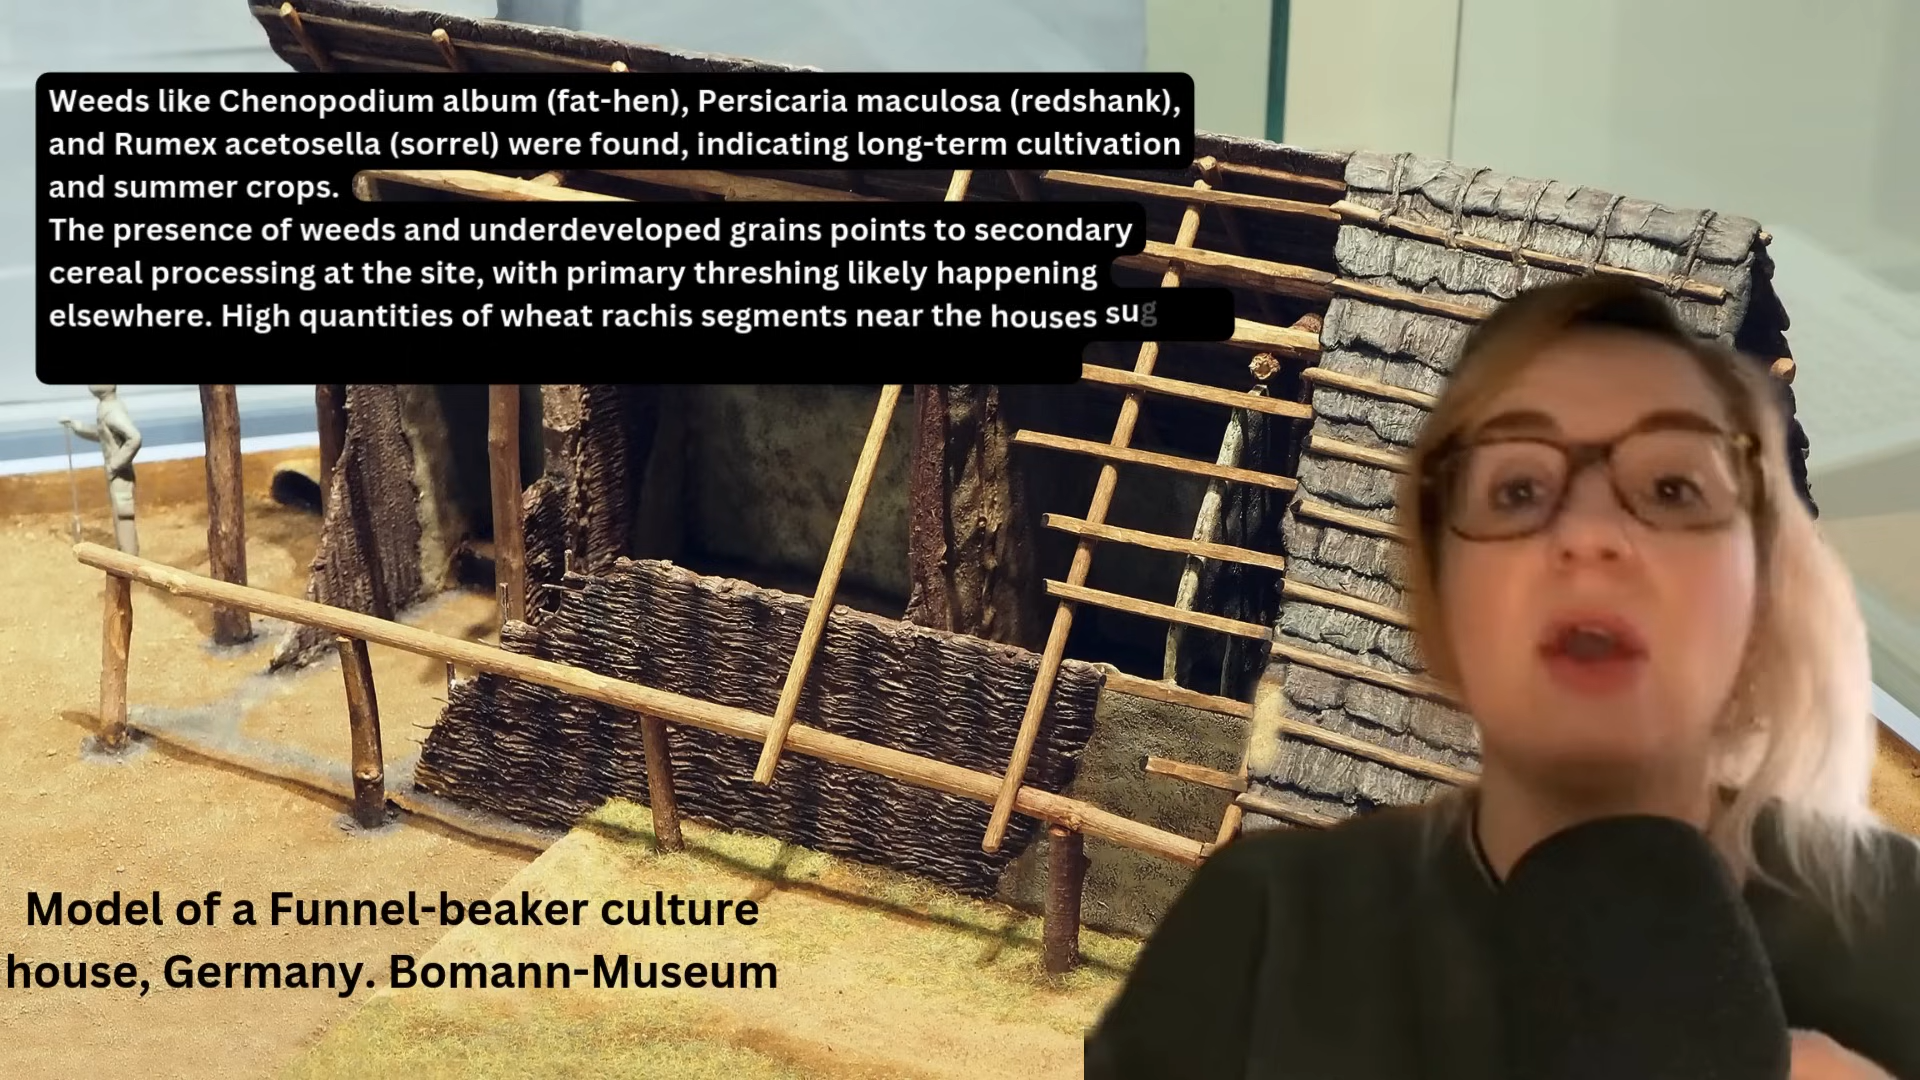 Weeds like Chenopodium album (fat-hen), Persicaria maculosa (redshank),
and Rumex acetosella (sorrel) were found, indicating long-term cultivation
and summer crops.
The presence of weeds and underdeveloped grains points to secondary
cereal processing at the site, with primary threshing likely happening
elsewhere. High quantities of wheat rachis segments near the houses sug
Model of a Funnel-beaker culture
house, Germany. Bomann-Museum